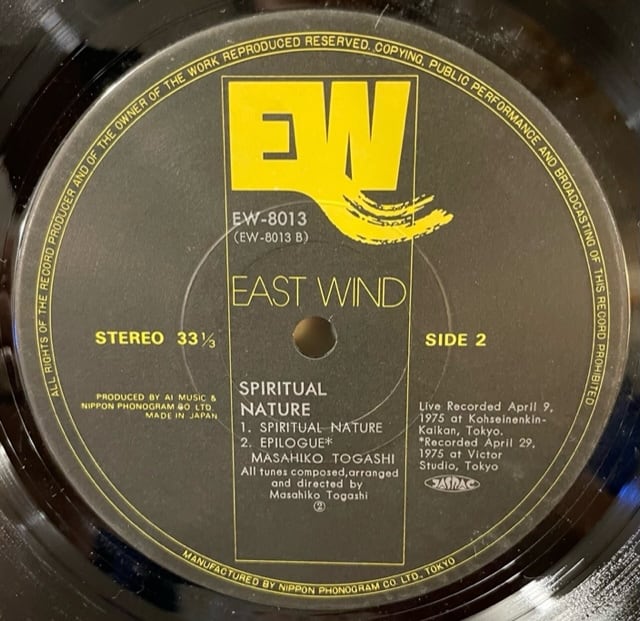 ALL RIGHTS OF THE RECORD PRODUCER AND OF THE OWNER OF THE WORK REPRODUCED RESERVED. COPYING, PUBLIC PERFORMANCE AND BROADCASTING OF THIS RECORD PROHIBITED
EW
EW-8013
(EW-8013 B)
EAST WIND
STEREO 33⅓
SIDE 2
PRODUCED BY AI MUSIC &
NIPPON PHONOGRAM CO. LTD.
MADE IN JAPAN
SPIRITUAL
NATURE
1. SPIRITUAL NATURE
2. EPILOGUE*
MASAHIKO TOGASHI
All tunes composed,arranged
and directed by
Masahiko Togashi
②
Live Recorded April 9,
1975 at Kohseinenkin-
Kaikan, Tokyo.
*Recorded April 29,
1975 at Victor
Studio, Tokyo
JASRAC
MANUFACTURED BY NIPPON PHONOGRAM CO. LTD., TOKYO